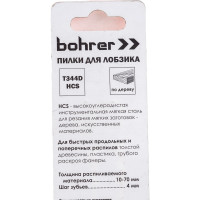 bohrer
ПИЛКИ ДЛЯ ЛОБЗИКА
T344D
HCS
по дереву
HCS - высокоуглеродистая
инструментальная мягкая сталь
для резания мягких заготовок
- дерева, искусственных
материалов.
Для быстрых продольных и
поперечных распилов толстой
древесины, пластика, грубого
раскроя фанеры.
Толщина распиливаемого
материала 10-70 мм
Шаг зубьев 4 мм